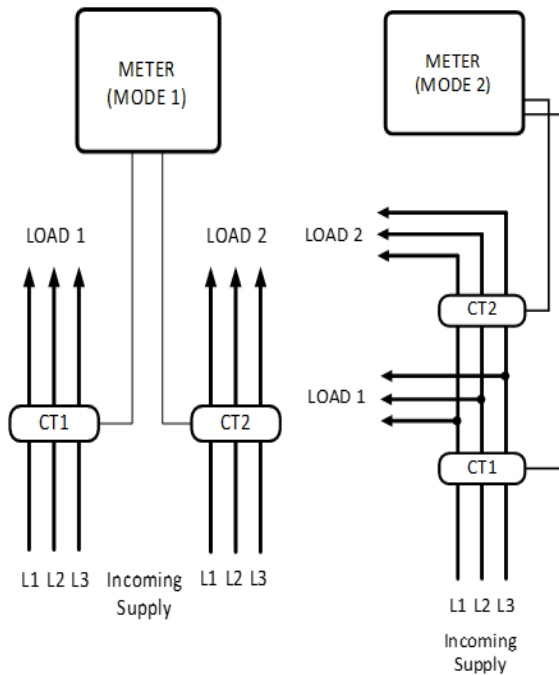 METER
(MODE 1)
LOAD 1
LOAD 2
CT1
CT2
L1 L2 L3
Incoming
Supply
L1 L2 L3
METER
(MODE 2)
LOAD 2
CT2
LOAD 1
CT1
L1 L2 L3
Incoming
Supply